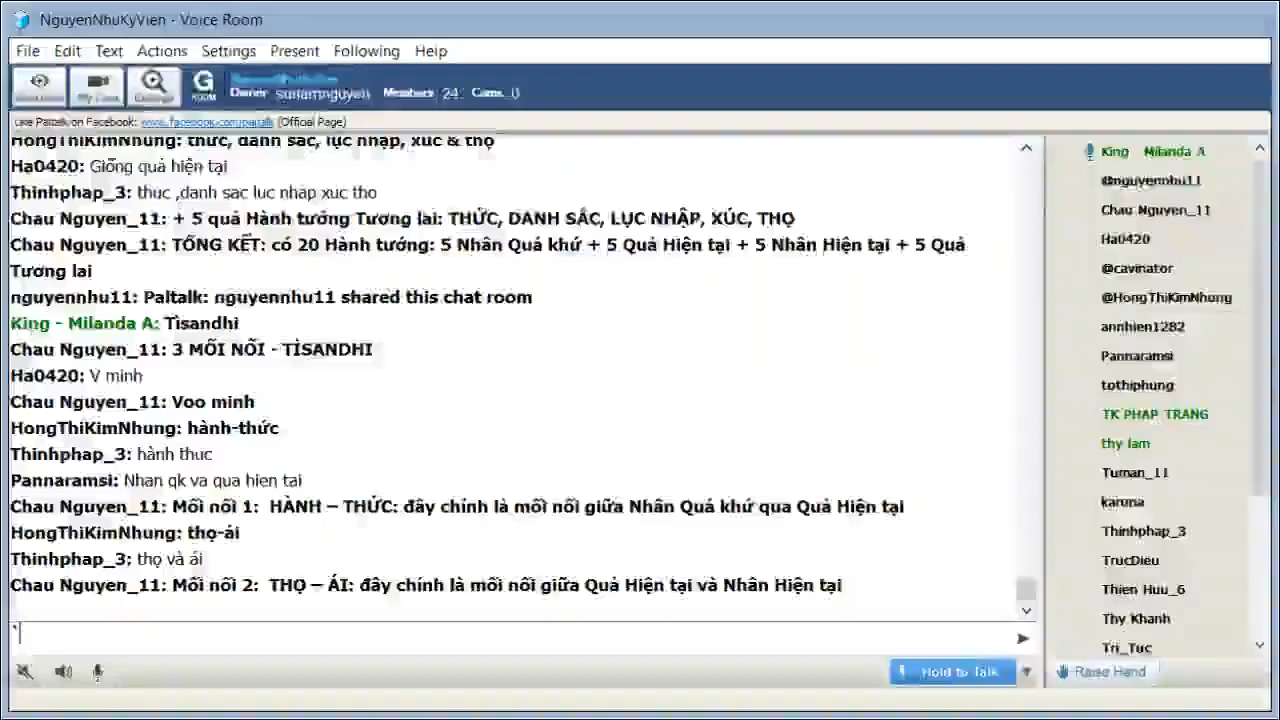 NguyenNhuKyVien - Voice Room
File Edit Text Actions Settings Present Following Help
G
ROOM
Owner: suriamnguyen Members: 24 Cams: 0
Like Paltalk on Facebook: www.facebook.com/paltalk (Official Page)
HongThiKimNhung: thức, danh sắc, lục nhập, xúc & thọ
Ha0420: Giống quả hiện tại
Thinhphap_3: thuc ,danh sac luc nhap xuc tho
Chau Nguyen_11: + 5 quả Hành tướng Tương lai: THỨC, DANH SẮC, LỤC NHẬP, XÚC, THỌ
Chau Nguyen_11: TỔNG KẾT: có 20 Hành tướng: 5 Nhân Quá khứ + 5 Quả Hiện tại + 5 Nhân Hiện tại + 5 Quả
Tương lai
nguyennhu11: Paltalk: nguyennhu11 shared this chat room
King - Milanda A: Tìsandhi
Chau Nguyen_11: 3 MỐI NỐI - TÌSANDHI
Ha0420: V minh
Chau Nguyen_11: Voo minh
HongThiKimNhung: hành-thức
Thinhphap_3: hành thuc
Pannaramsi: Nhan qk va qua hien tai
Chau Nguyen_11: Mối nối 1: HÀNH – THỨC: đây chính là mối nối giữa Nhân Quá khứ qua Quả Hiện tại
HongThiKimNhung: thọ-ái
Thinhphap_3: thọ và ái
Chau Nguyen_11: Mối nối 2: THỌ – ÁI: đây chính là mối nối giữa Quả Hiện tại và Nhân Hiện tại
Hold to Talk
King Milanda A
@nguyennhu11
Chau Nguyen_11
Ha0420
@cavinator
@HongThiKimNhung
annhien1282
Pannaramsi
tothiphung
TK PHAP TRANG
thy lam
Tuman_11
karuna
Thinhphap_3
TrucDieu
Thien Huu_6
Thy Khanh
Tri_Tuc
Raise Hand